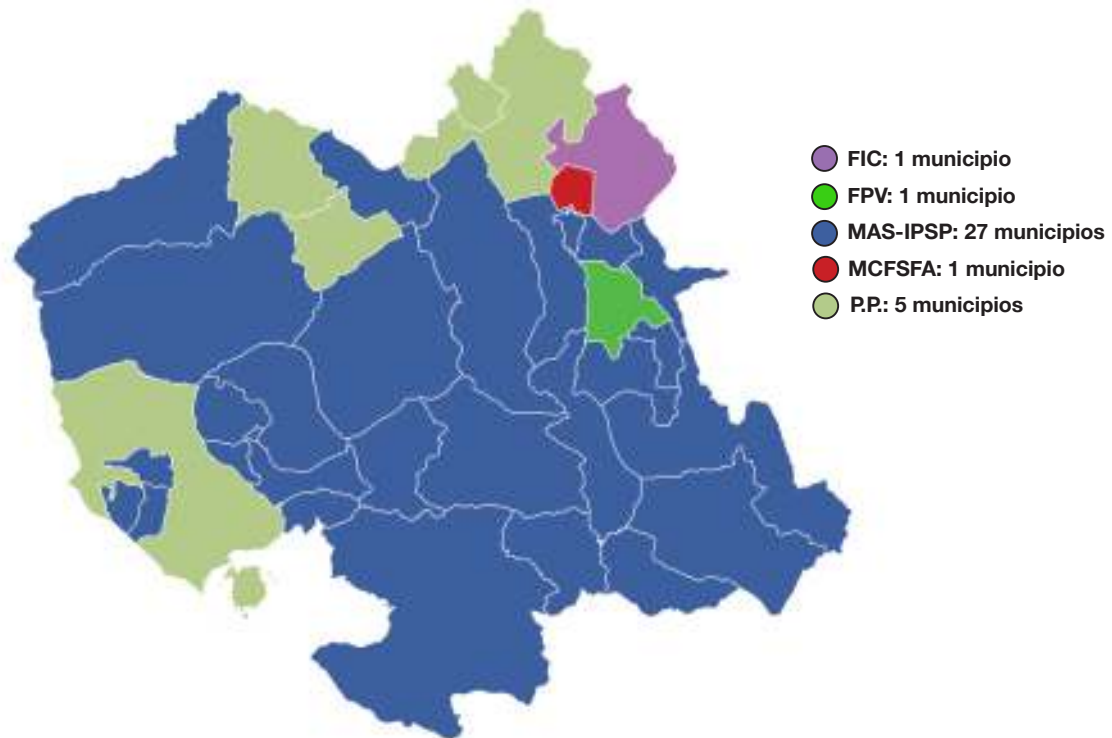 FIC: 1 municipio
FPV: 1 municipio
MAS-IPSP: 27 municipios
MCFSFA: 1 municipio
P.P.: 5 municipios